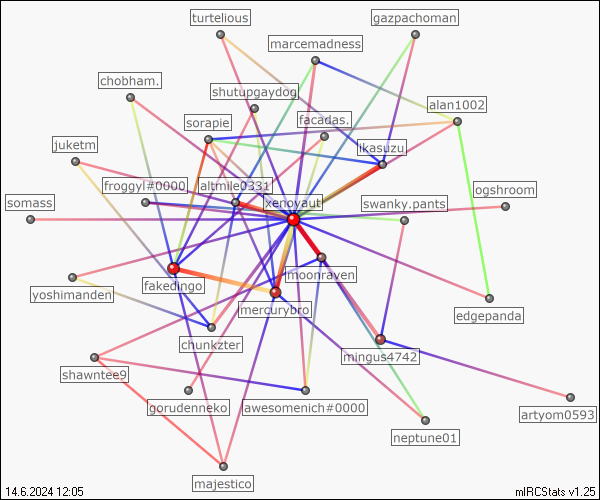 turtelious
gazpachoman
marcemadness
chobham.
shutupgaydog
alan1002
sorapie
facadas.
juketm
ikasuzu
froggyl#0000
altmile0331
ogshroom
somass
xenoyaut
swanky.pants
moonraven
fakedingo
yoshimanden
mercurybro
edgepanda
chunkzter
mingus4742
shawntee9
gorudenneko
awesomenich#0000
artyom0593
neptune01
majestico
14.6.2024 12:05
mIRCStats v1.25